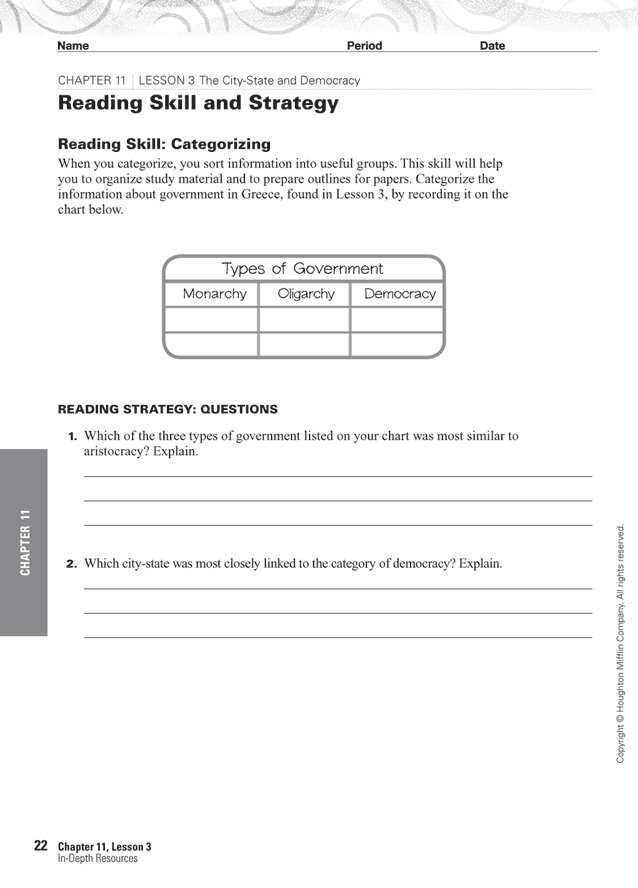 Name Period Date
CHAPTER 11 LESSON 3 The City-State and Democracy
Reading Skill and Strategy
Reading Skill: Categorizing
When you categorize, you sort information into useful groups. This skill will help
you to organize study material and to prepare outlines for papers. Categorize the
information about government in Greece, found in Lesson 3, by recording it on the
chart below.
Types of Government
Monarchy Oligarchy Democracy
READING STRATEGY: QUESTIONS
1. Which of the three types of government listed on your chart was most similar to
aristocracy? Explain.
2. Which city-state was most closely linked to the category of democracy? Explain.
CHAPTER 11
Copyright © Houghton Mifflin Company. All rights reserved.
22 Chapter 11, Lesson 3
In-Depth Resources